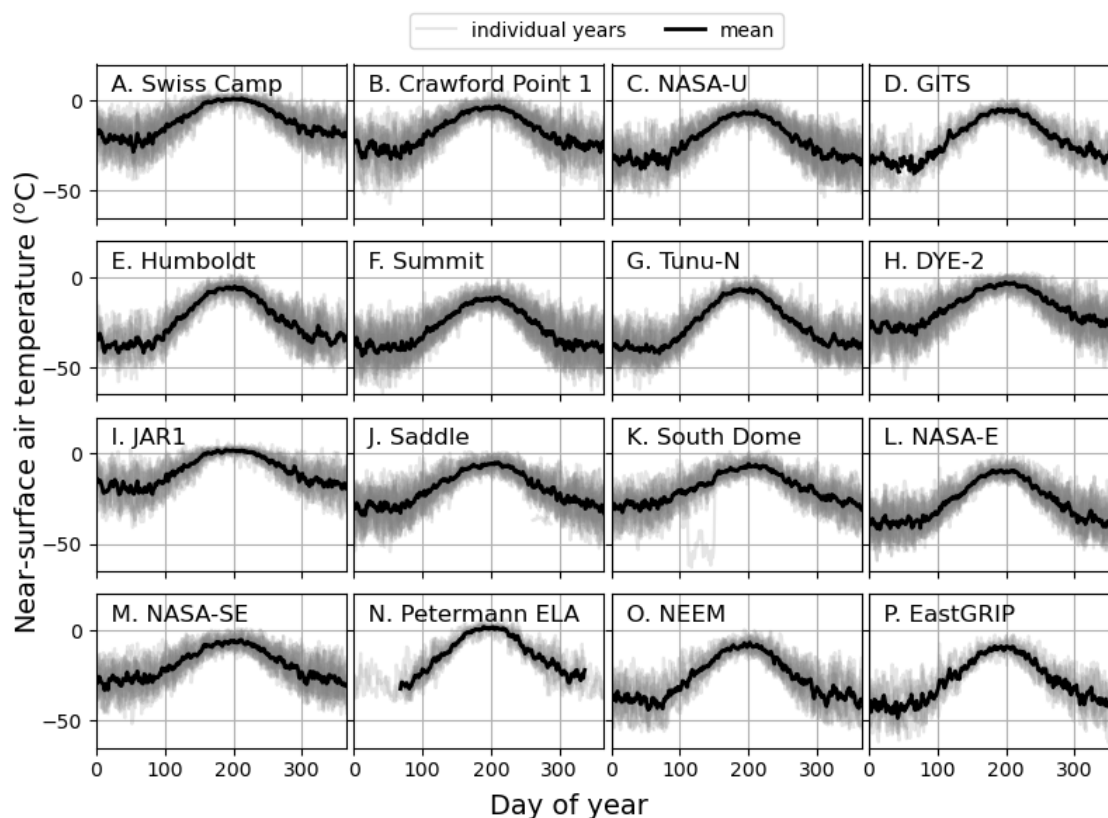 individual years mean
A. Swiss Camp B. Crawford Point 1 C. NASA-U D. GITS
0
−50
E. Humboldt F. Summit G. Tunu-N H. DYE-2
0
−50
I. JAR1 J. Saddle K. South Dome L. NASA-E
0
−50
M. NASA-SE N. Petermann ELA O. NEEM P. EastGRIP
0
−50
0 100 200 300 0 100 200 300 0 100 200 300 0 100 200 300
Day of year
Near-surface air temperature (°C)